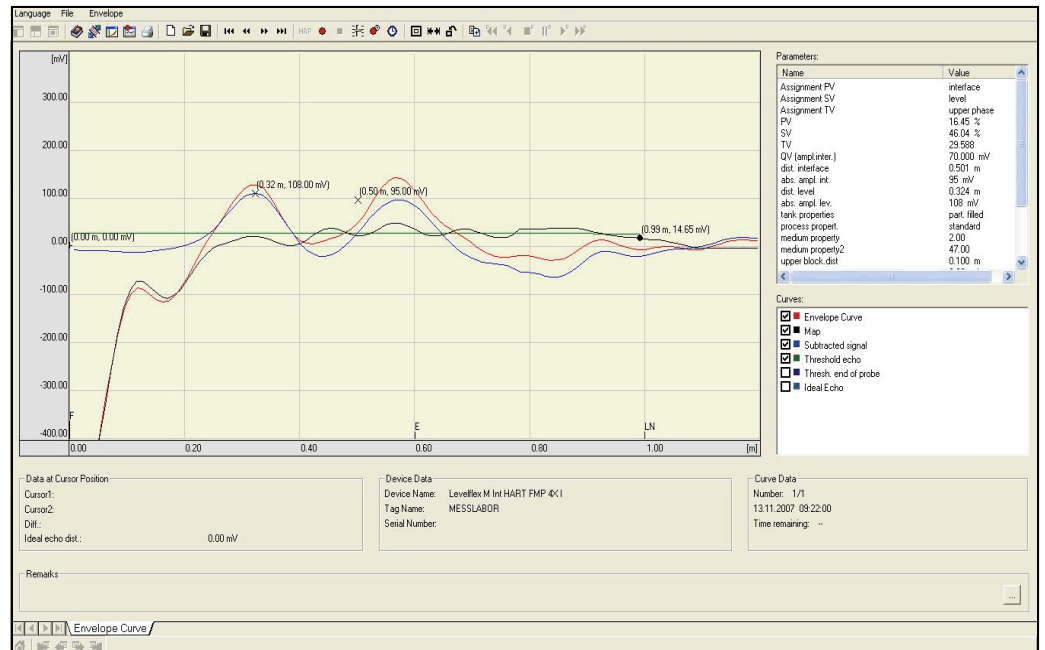 Language File Envelope
HAP
[mV]
300.00
200.00
100.00
0.00
-100.00
-200.00
-300.00
-400.00
(0.00 m, 0.00 mV)
(0.32 m, 108.00 mV)
(0.50 m, 95.00 mV)
(0.99 m, 14.65 mV)
F
E
LN
0.00 0.20 0.40 0.60 0.80 1.00 [m]
Parameters:
Name Value
Assignment PV interface
Assignment SV level
Assignment TV upper phase
PV 16.45 %
SV 46.04 %
TV 29.588
QV (ampl.inter.) 70.000 mV
dist. interface 0.501 m
abs. ampl. int. 95 mV
dist. level 0.324 m
abs. ampl. lev. 108 mV
tank properties part. filled
process propert. standard
medium property 2.00
medium property2 47.00
upper block.dist 0.100 m
Curves:
Envelope Curve
Map
Subtracted signal
Threshold echo
Thresh. end of probe
Ideal Echo
Data at Cursor Position
Cursor1:
Cursor2:
Diff.:
Ideal echo dist.: 0.00 mV
Device Data
Device Name: Levelflex M Int HART FMP 4X I
Tag Name: MESSLABOR
Serial Number:
Curve Data
Number: 1/1
13.11.2007 09:22:00
Time remaining: --
Remarks
...
Envelope Curve